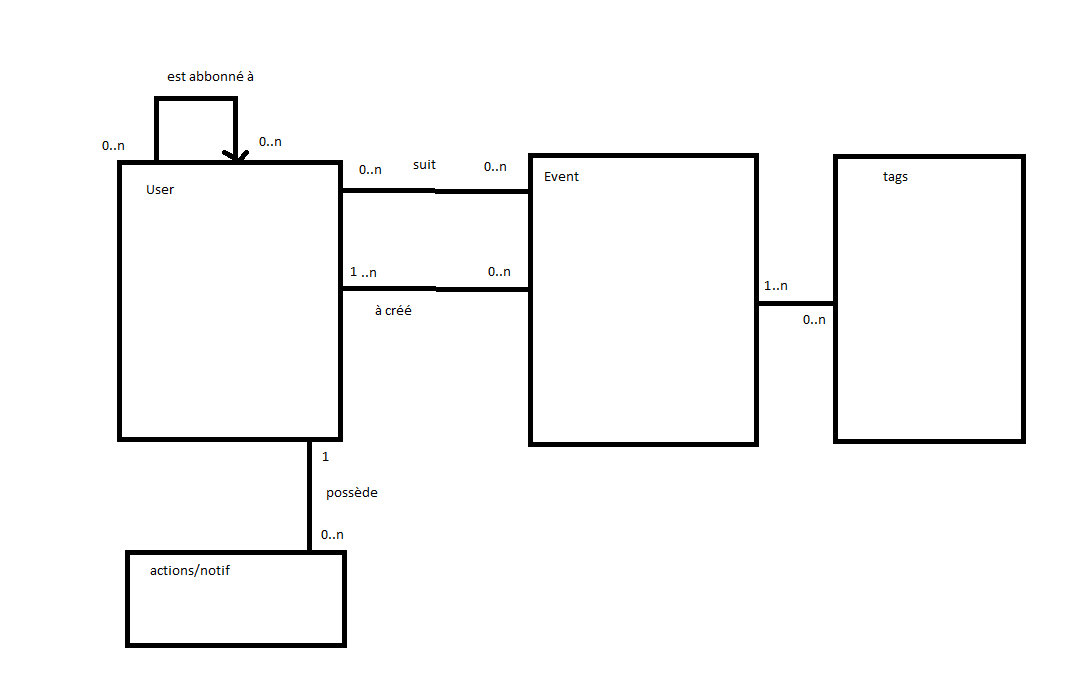 est abbonné à
0..n
0..n
User
0..n
suit
0..n
Event
tags
1 ..n
0..n
à créé
1..n
0..n
1
possède
0..n
actions/notif